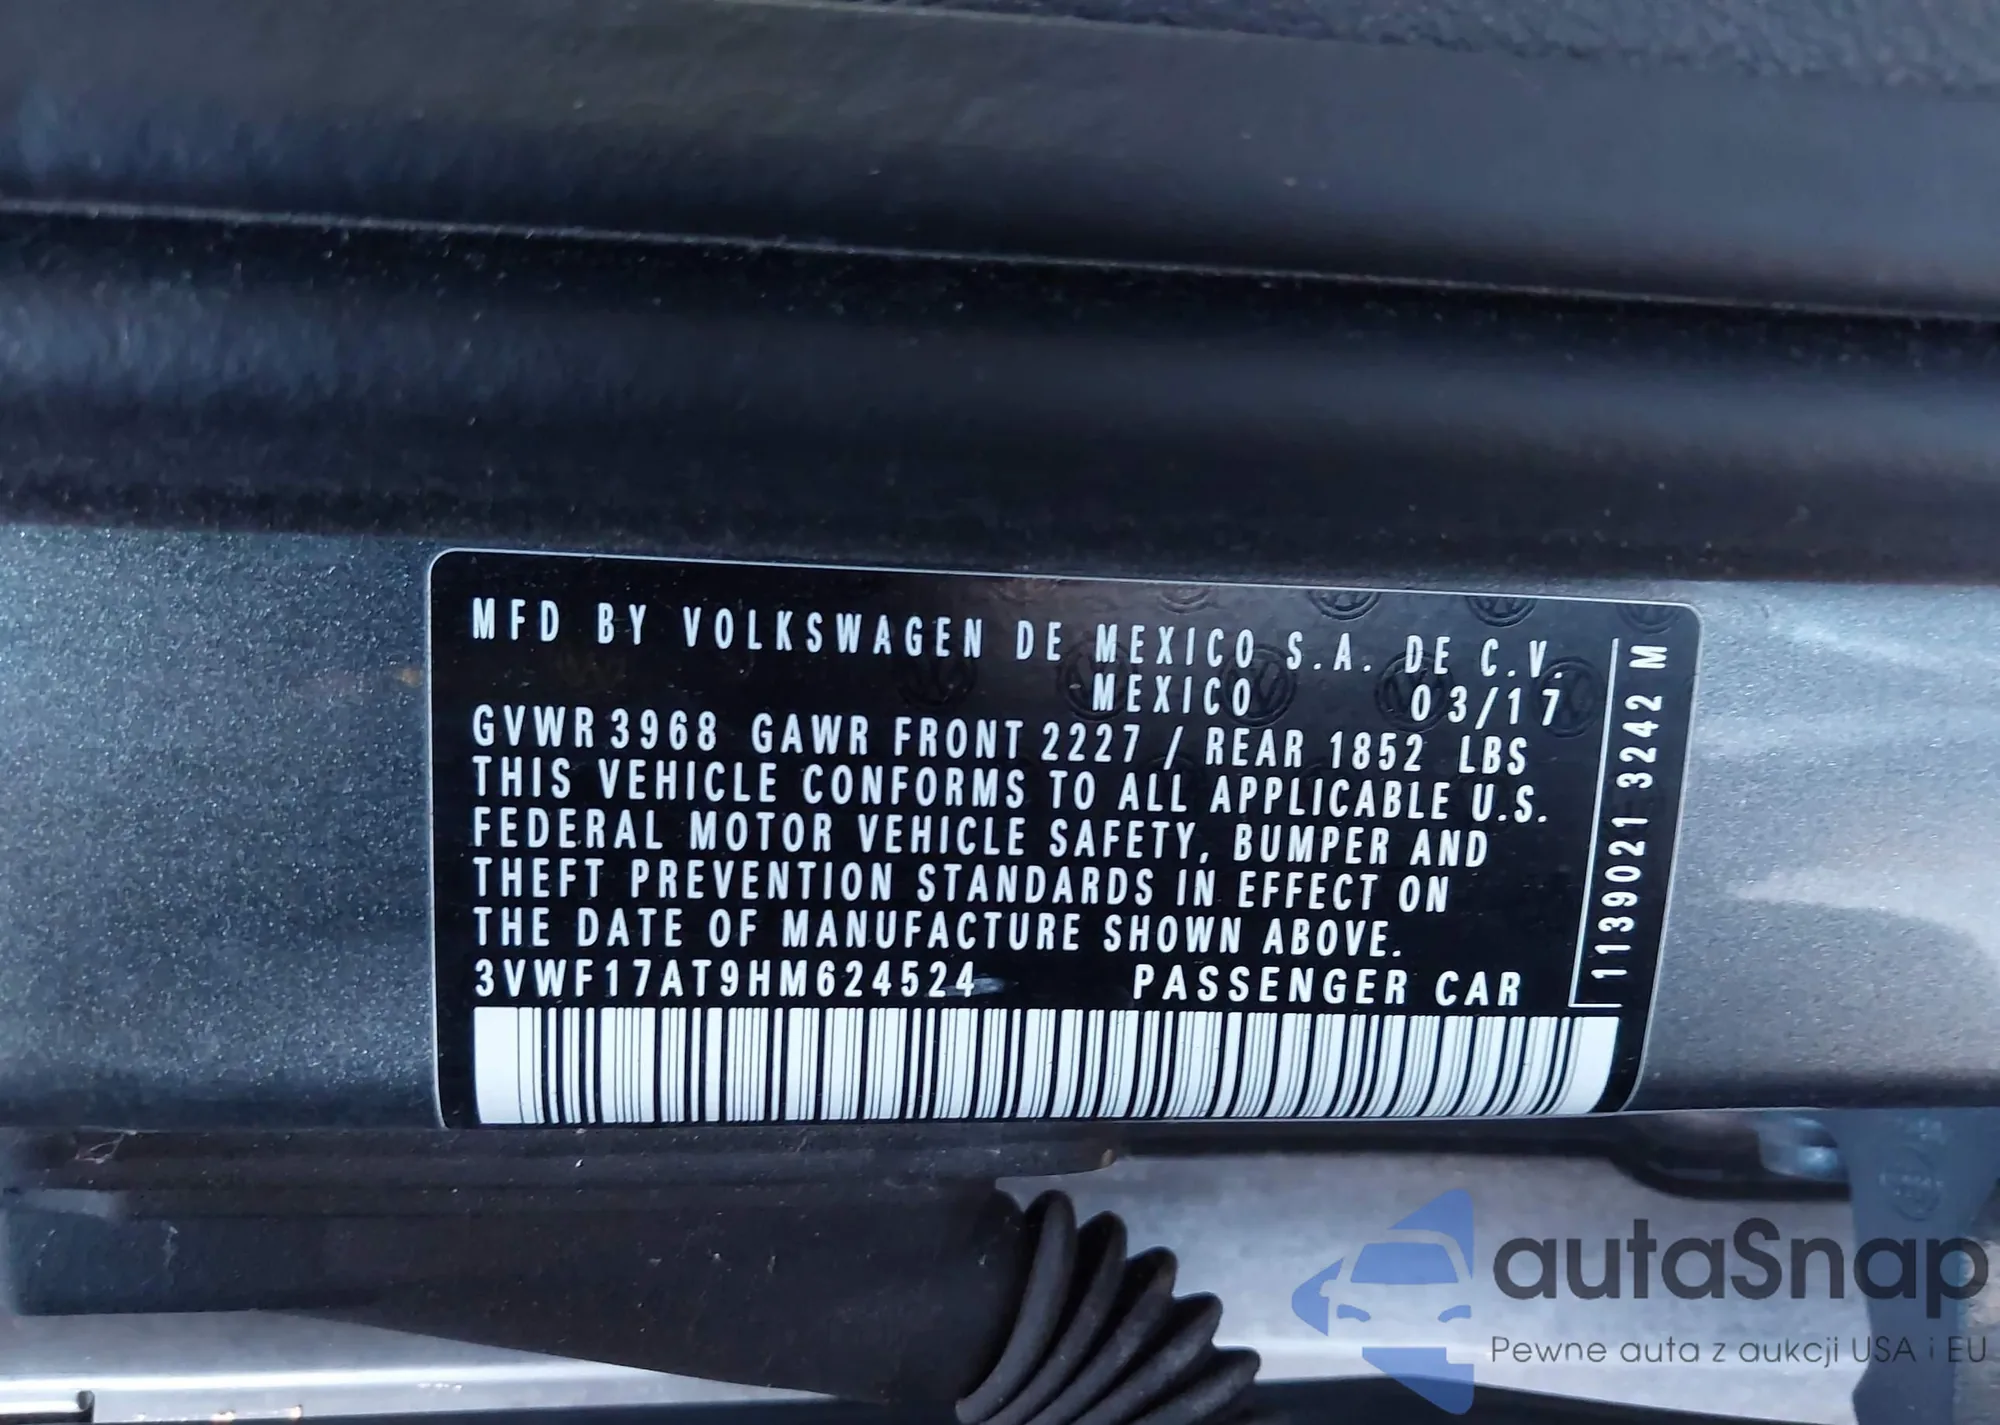 MFD BY VOLKSWAGEN DE MEXICO S.A. DE C.V.
MEXICO 03/17
GVWR 3968 GAWR FRONT 2227 / REAR 1852 LBS
THIS VEHICLE CONFORMS TO ALL APPLICABLE U.S.
FEDERAL MOTOR VEHICLE SAFETY, BUMPER AND
THEFT PREVENTION STANDARDS IN EFFECT ON
THE DATE OF MANUFACTURE SHOWN ABOVE.
3VWF17AT9HM624524 PASSENGER CAR
1139021 3242 M
autaSnap
Pewne auta z aukcji USA i EU